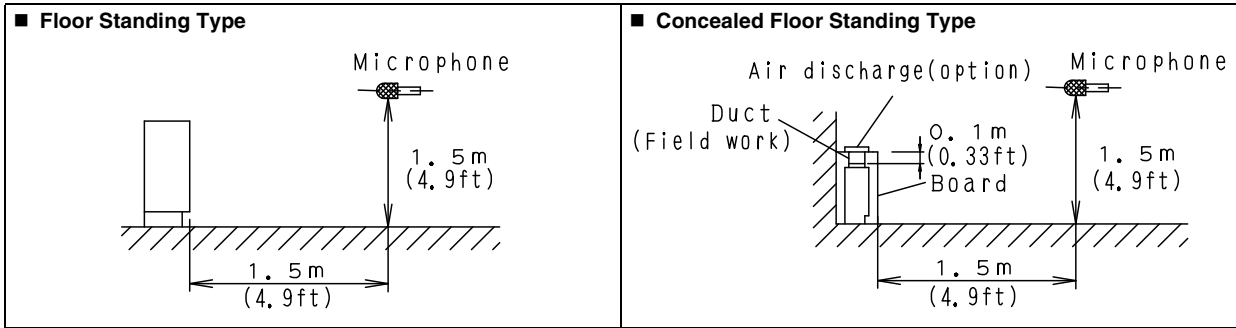 ■ Floor Standing Type
Microphone
1. 5m
(4.9ft)
1. 5m
(4.9ft)
■ Concealed Floor Standing Type
Air discharge(option)
Microphone
Duct
(Field work)
0. 1m
(0.33ft)
Board
1. 5m
(4.9ft)
1. 5m
(4.9ft)